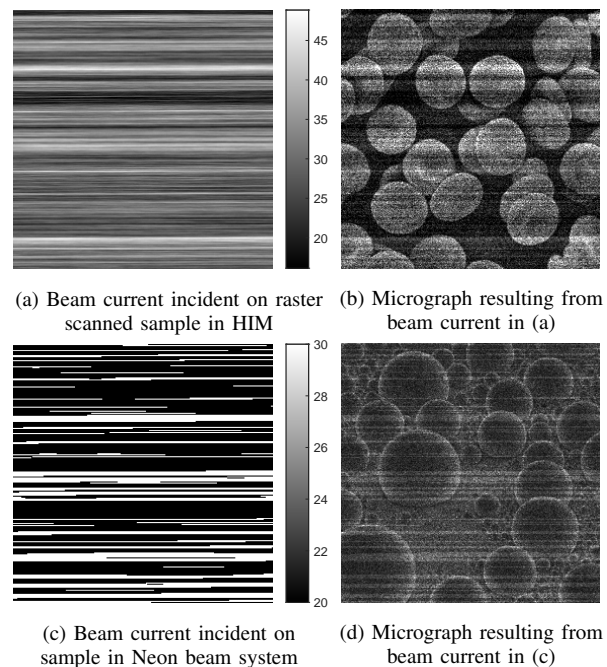 45
40
35
30
25
20
(a) Beam current incident on raster
scanned sample in HIM
(b) Micrograph resulting from
beam current in (a)
30
28
26
24
22
20
(c) Beam current incident on
sample in Neon beam system
(d) Micrograph resulting from
beam current in (c)